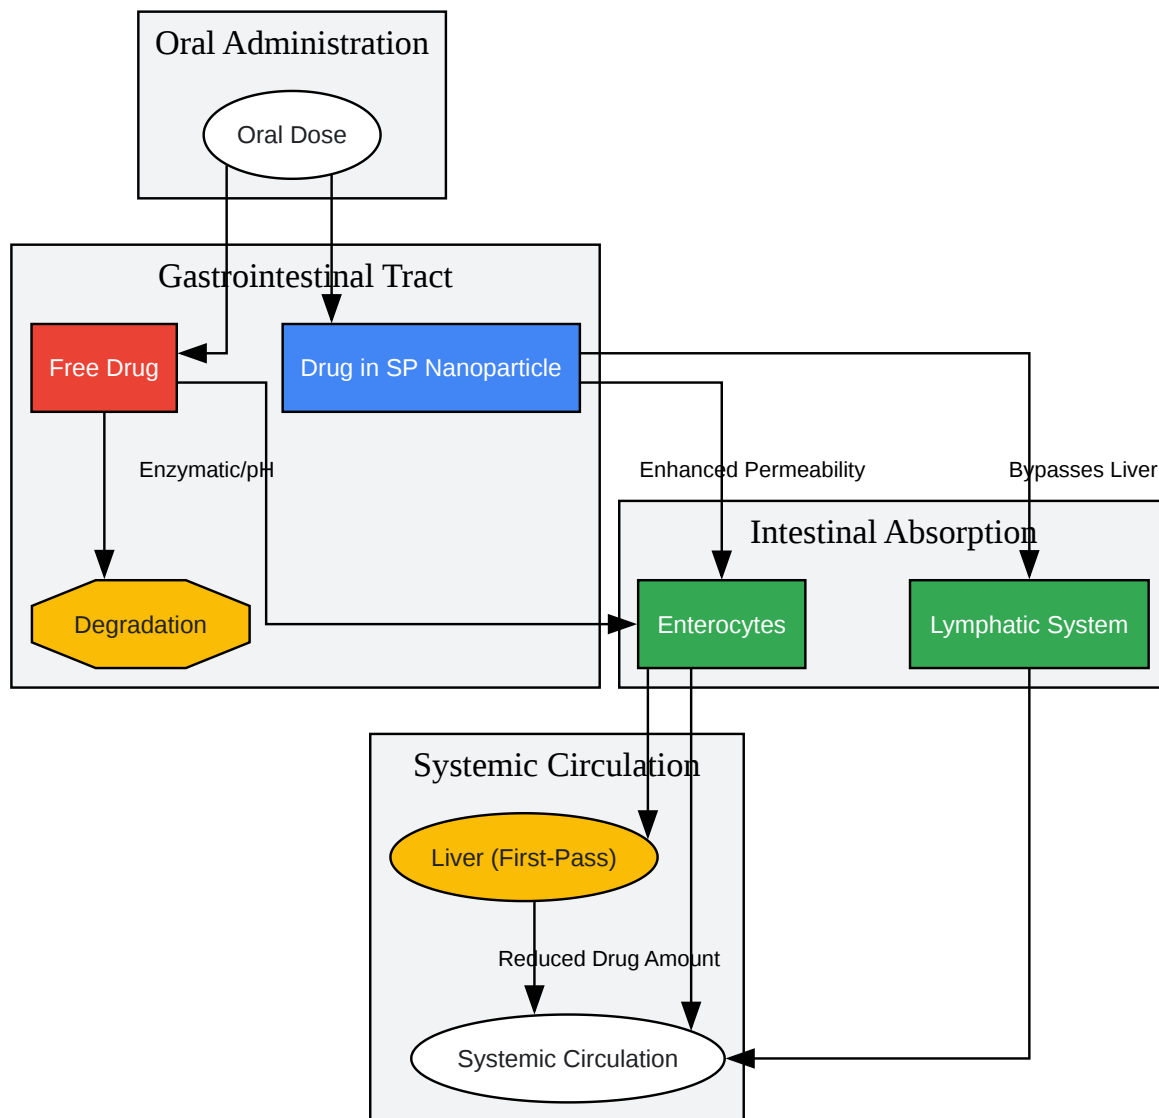 Oral Administration
Oral Dose
Gastrointestinal Tract
Free Drug
Drug in SP Nanoparticle
Enzymatic/pH
Enhanced Permeability
Bypasses Liver
Intestinal Absorption
Degradation
Enterocytes
Lymphatic System
Systemic Circulation
Liver (First-Pass)
Reduced Drug Amount
Systemic Circulation